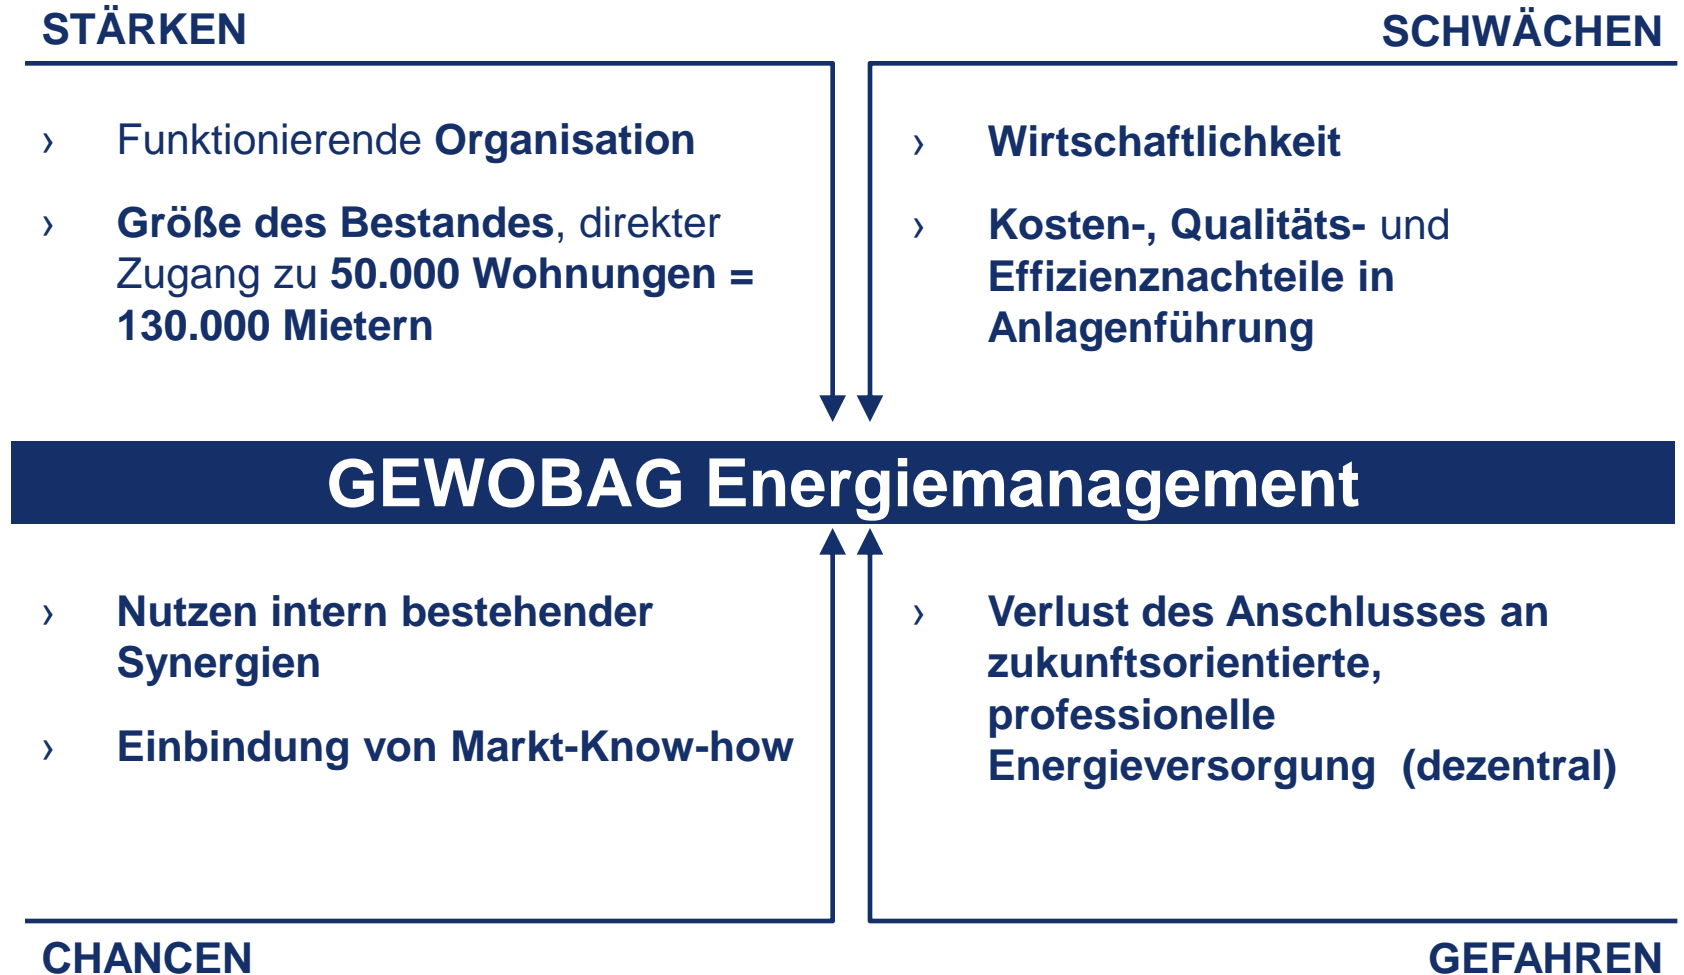 STÄRKEN
› Funktionierende Organisation
› Größe des Bestandes, direkter
Zugang zu 50.000 Wohnungen =
130.000 Mietern
SCHWÄCHEN
› Wirtschaftlichkeit
› Kosten-, Qualitäts- und
Effizienznachteile in
Anlagenführung
GEWOBAG Energiemanagement
› Nutzen intern bestehender
Synergien
› Einbindung von Markt-Know-how
CHANCEN
› Verlust des Anschlusses an
zukunftsorientierte,
professionelle
Energieversorgung (dezentral)
GEFAHREN